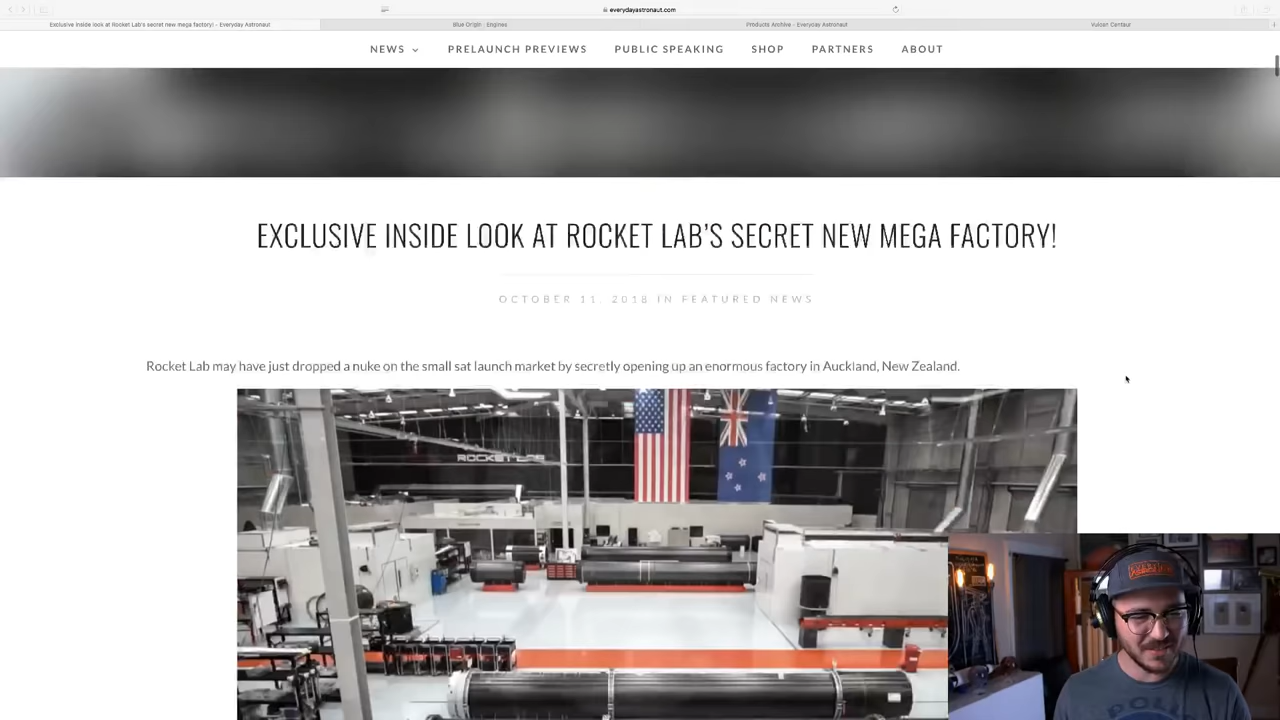 everydayastronaut.com
Exclusive inside look at Rocket Lab's secret new mega factory! - Everyday Astronaut
Blue Origin | Engines
Products Archive - Everyday Astronaut
Vulcan Centaur
NEWS
PRELAUNCH PREVIEWS
PUBLIC SPEAKING
SHOP
PARTNERS
ABOUT
EXCLUSIVE INSIDE LOOK AT ROCKET LAB'S SECRET NEW MEGA FACTORY!
OCTOBER 11, 2018 IN FEATURED NEWS
Rocket Lab may have just dropped a nuke on the small sat launch market by secretly opening up an enormous factory in Auckland, New Zealand.
ROCKET LAB